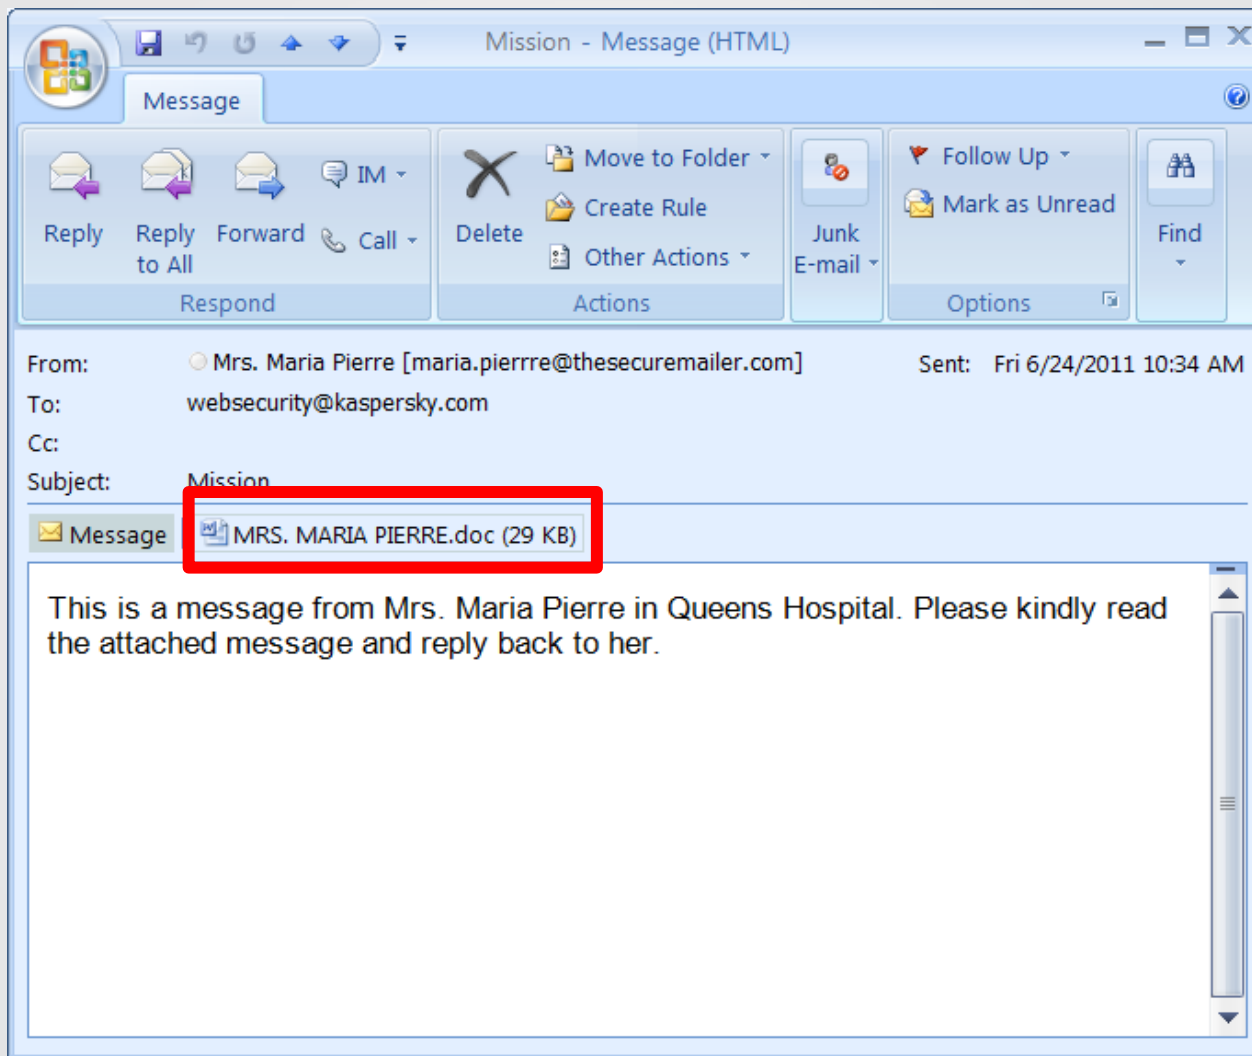 Mission - Message (HTML)
Message
Reply
Reply to All
Forward
IM
Call
Respond
Delete
Move to Folder
Create Rule
Other Actions
Actions
Junk E-mail
Follow Up
Mark as Unread
Options
Find
From: Mrs. Maria Pierre [maria.pierrre@thesecuremailer.com] Sent: Fri 6/24/2011 10:34 AM
To: websecurity@kaspersky.com
Cc:
Subject: Mission
Message MRS. MARIA PIERRE.doc (29 KB)
This is a message from Mrs. Maria Pierre in Queens Hospital. Please kindly read
the attached message and reply back to her.